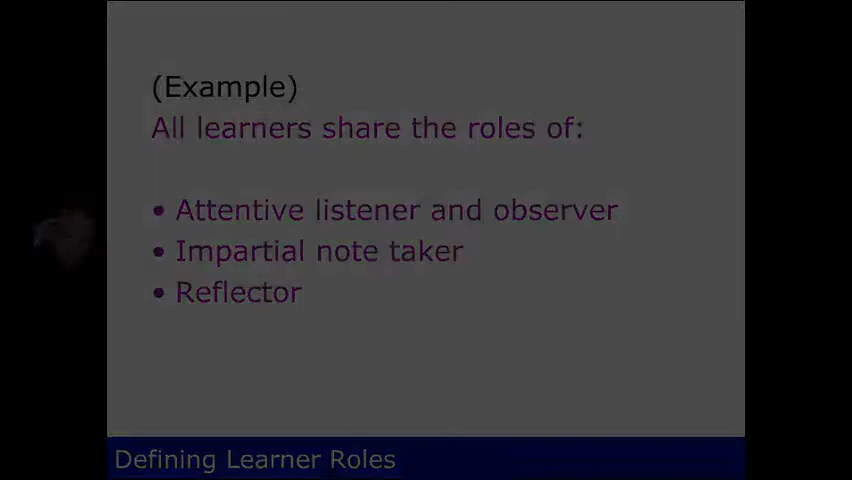 (Example)
All learners share the roles of:
• Attentive listener and observer
• Impartial note taker
• Reflector
Defining Learner Roles